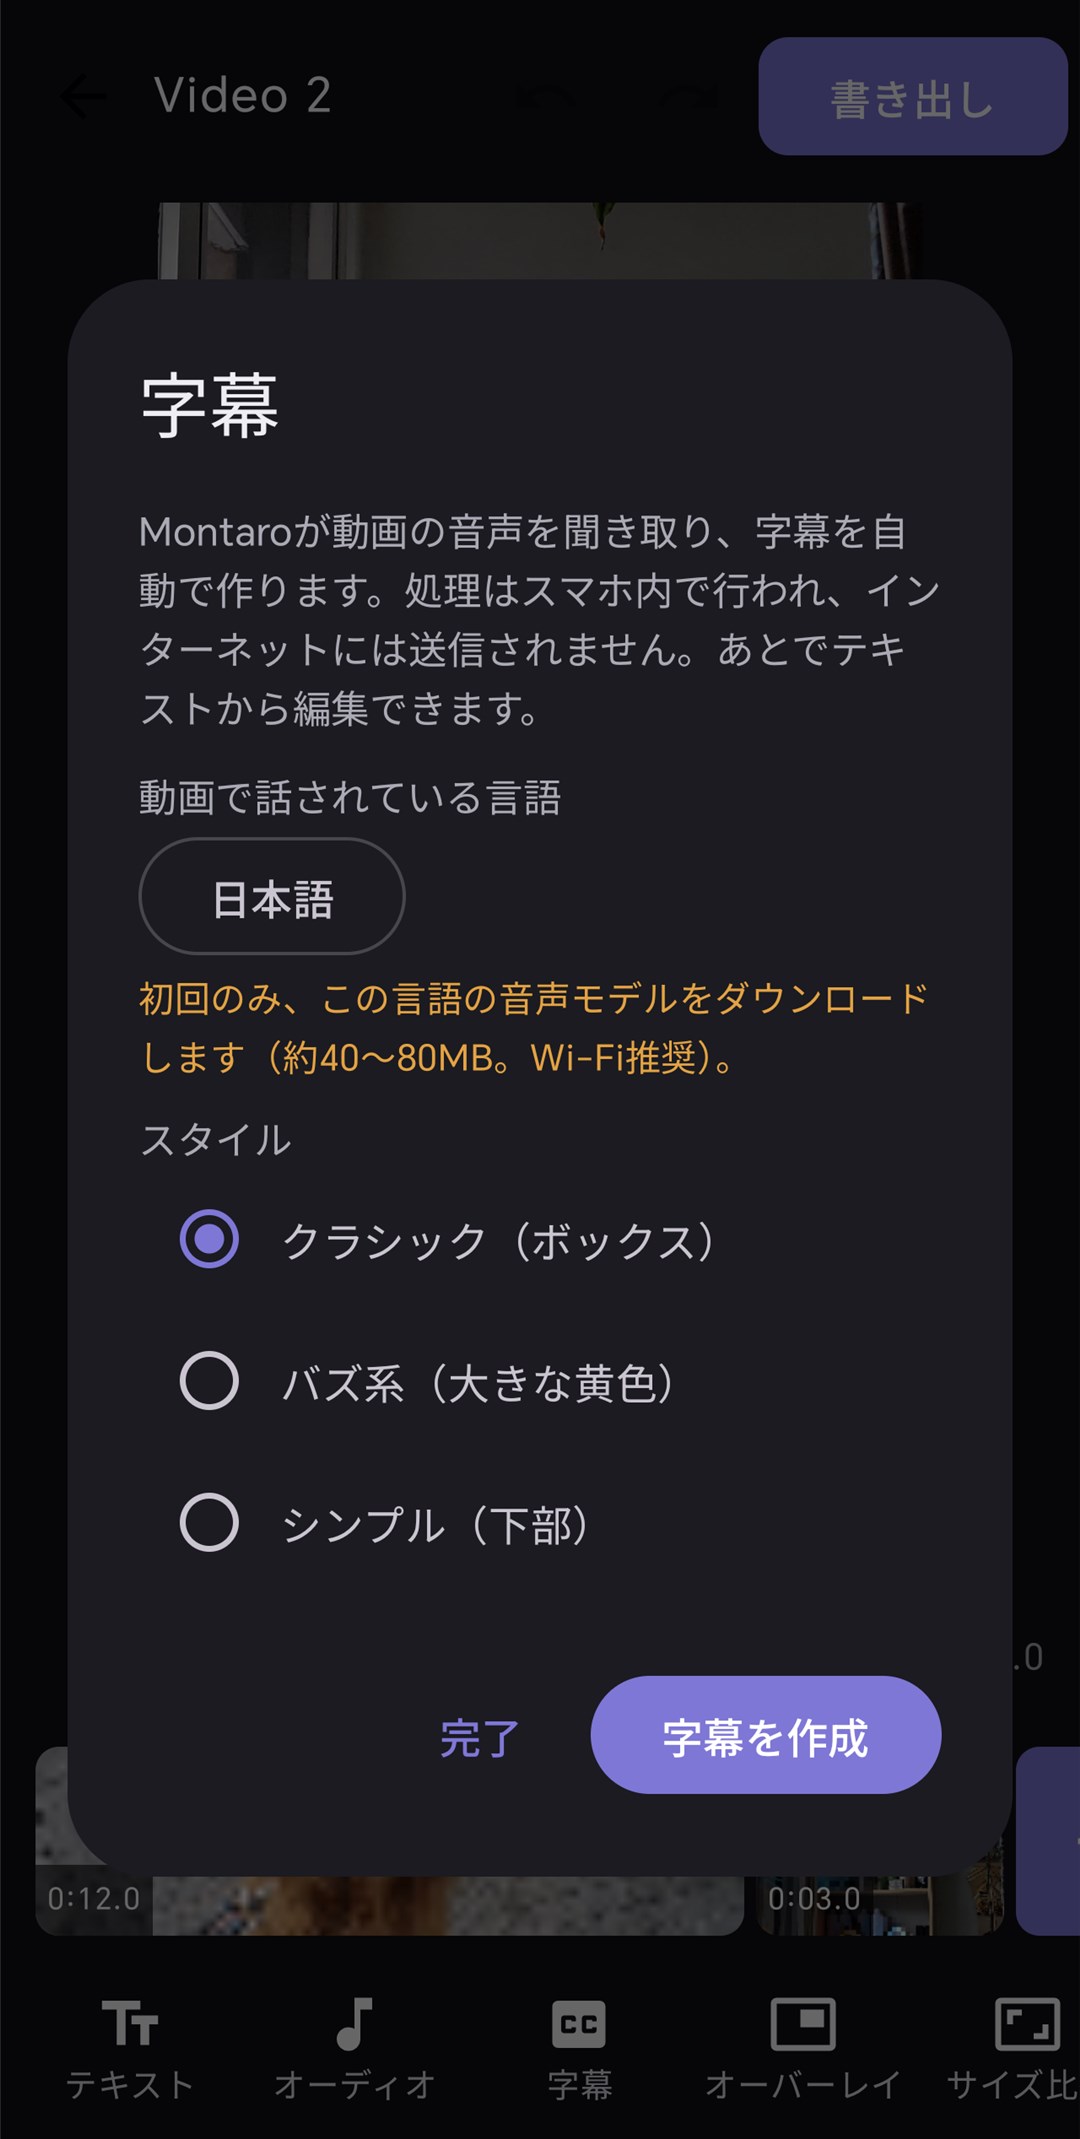 Video 2
書き出し
字幕
Montaroが動画の音声を聞き取り、字幕を自
動で作ります。処理はスマホ内で行われ、イン
ターネットには送信されません。あとでテキ
ストから編集できます。
動画で話されている言語
日本語
初回のみ、この言語の音声モデルをダウンロード
します（約40〜80MB。Wi-Fi推奨）。
スタイル
クラシック（ボックス）
バズ系（大きな黄色）
シンプル（下部）
.0
完了
字幕を作成
0:12.0
0:03.0
テキスト
オーディオ
字幕
オーバーレイ
サイズ比